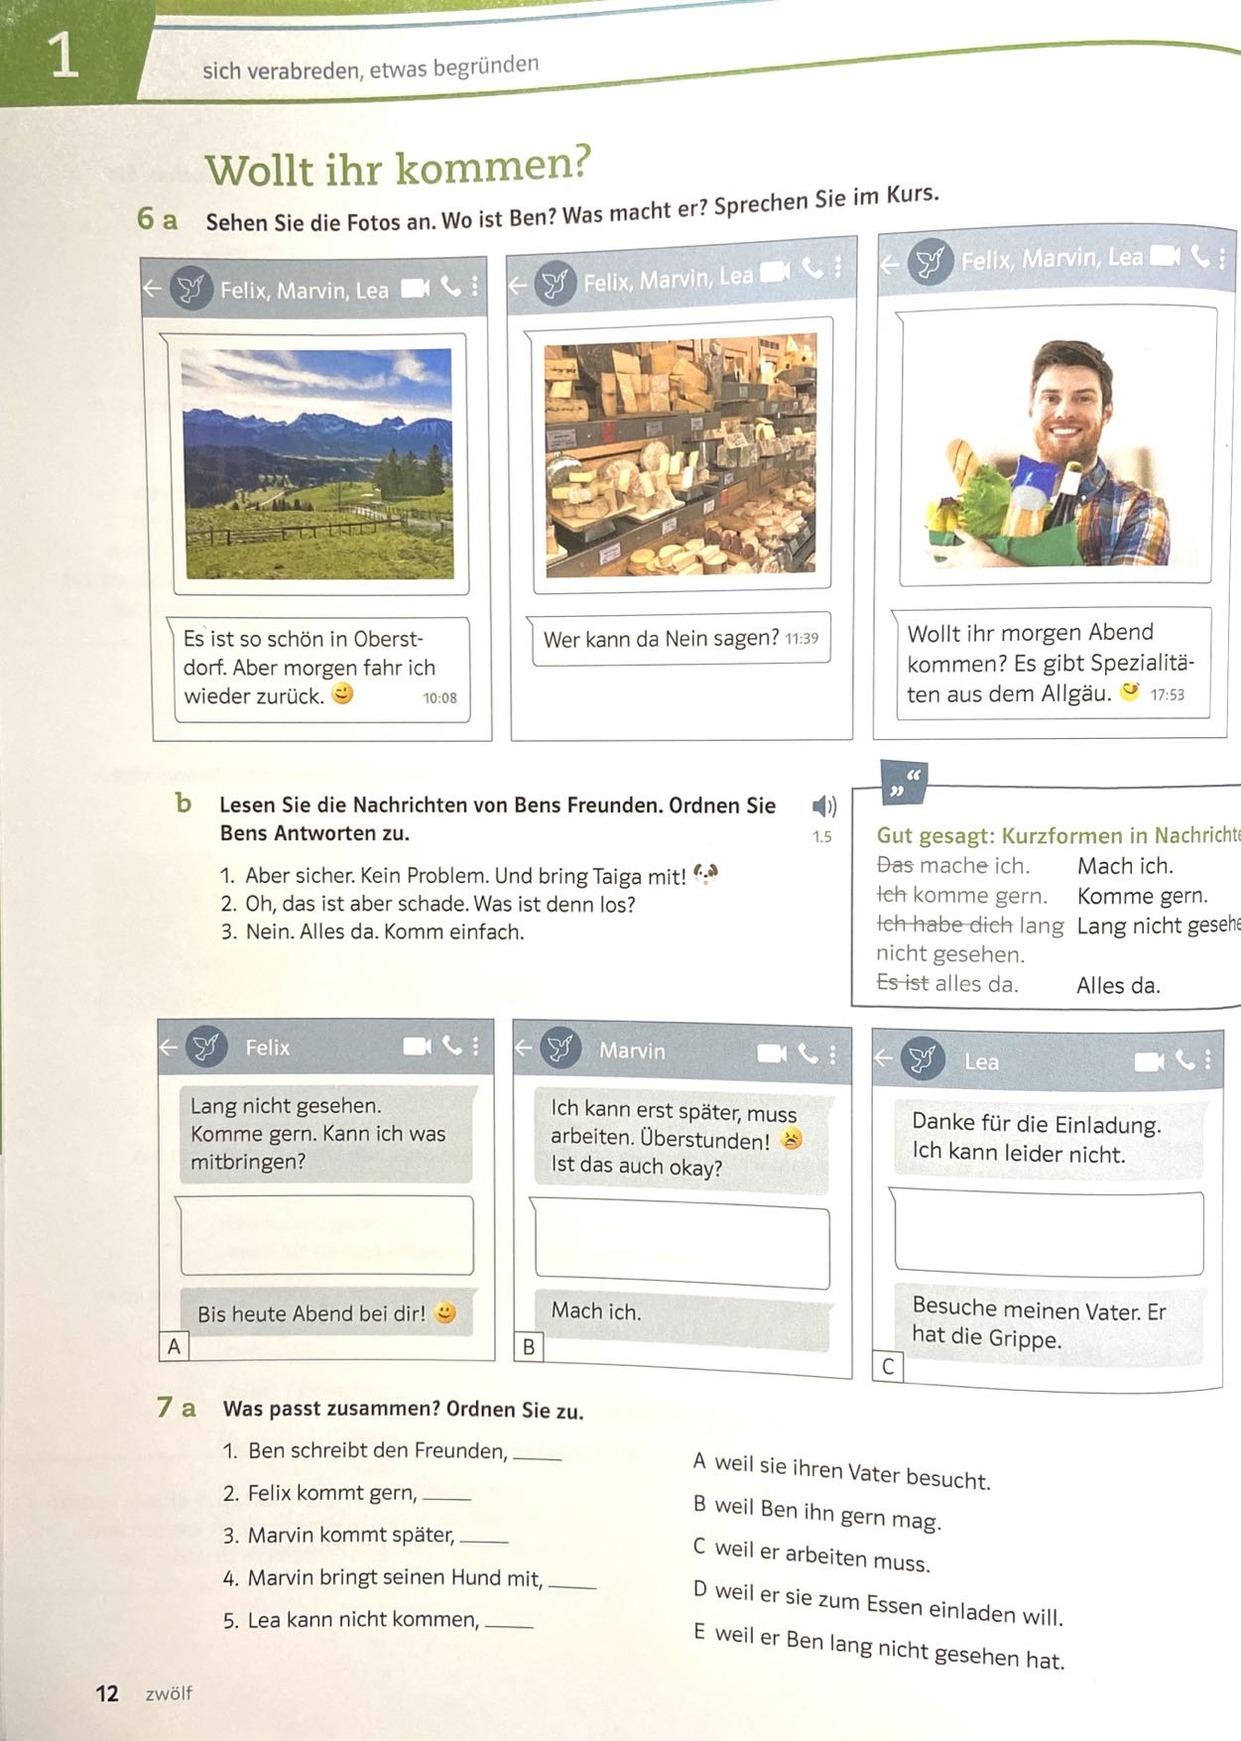 1
sich verabreden, etwas begründen
Wollt ihr kommen?
6 a Sehen Sie die Fotos an. Wo ist Ben? Was macht er? Sprechen Sie im Kurs.
Felix, Marvin, Lea
Es ist so schön in Oberst-
dorf. Aber morgen fahr ich
wieder zurück. 😉 10:08
Felix, Marvin, Lea
Wer kann da Nein sagen? 11:39
Felix, Marvin, Lea
Wollt ihr morgen Abend
kommen? Es gibt Spezialitä-
ten aus dem Allgäu. 😋 17:53
b Lesen Sie die Nachrichten von Bens Freunden. Ordnen Sie
Bens Antworten zu.
1.5
1. Aber sicher. Kein Problem. Und bring Taiga mit! 🐶
2. Oh, das ist aber schade. Was ist denn los?
3. Nein. Alles da. Komm einfach.
Gut gesagt: Kurzformen in
Das mache ich. Mach ich.
Ich komme gern. Komme gern.
Ich habe dich lang Lang nicht
nicht gesehen.
Es ist alles da. Alles da.
Felix
Lang nicht gesehen.
Komme gern. Kann ich was
mitbringen?
Bis heute Abend bei dir! 🙂
A
Marvin
Ich kann erst später, muss
arbeiten. Überstunden! 😣
Ist das auch okay?
Mach ich.
B
Lea
Danke für die Einladung.
Ich kann leider nicht.
Besuche meinen Vater. Er
hat die Grippe.
C
7 a Was passt zusammen? Ordnen Sie zu.
1. Ben schreibt den Freunden, ____
2. Felix kommt gern, ____
3. Marvin kommt später, ____
4. Marvin bringt seinen Hund mit, ____
5. Lea kann nicht kommen, ____
A weil sie ihren Vater besucht.
B weil Ben ihn gern mag.
C weil er arbeiten muss.
D weil er sie zum Essen einladen will.
E weil er Ben lang nicht gesehen hat.
12 zwölf